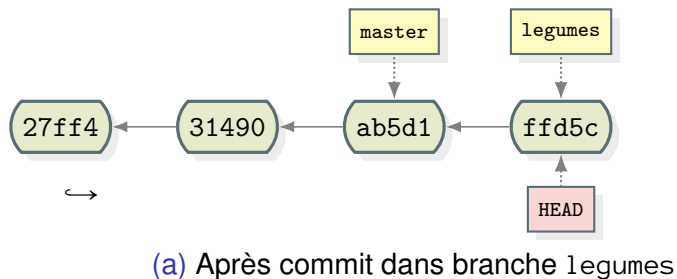 master legumes
27ff4 31490 ab5d1 ffd5c
↪
HEAD
(a) Après commit dans branche legumes